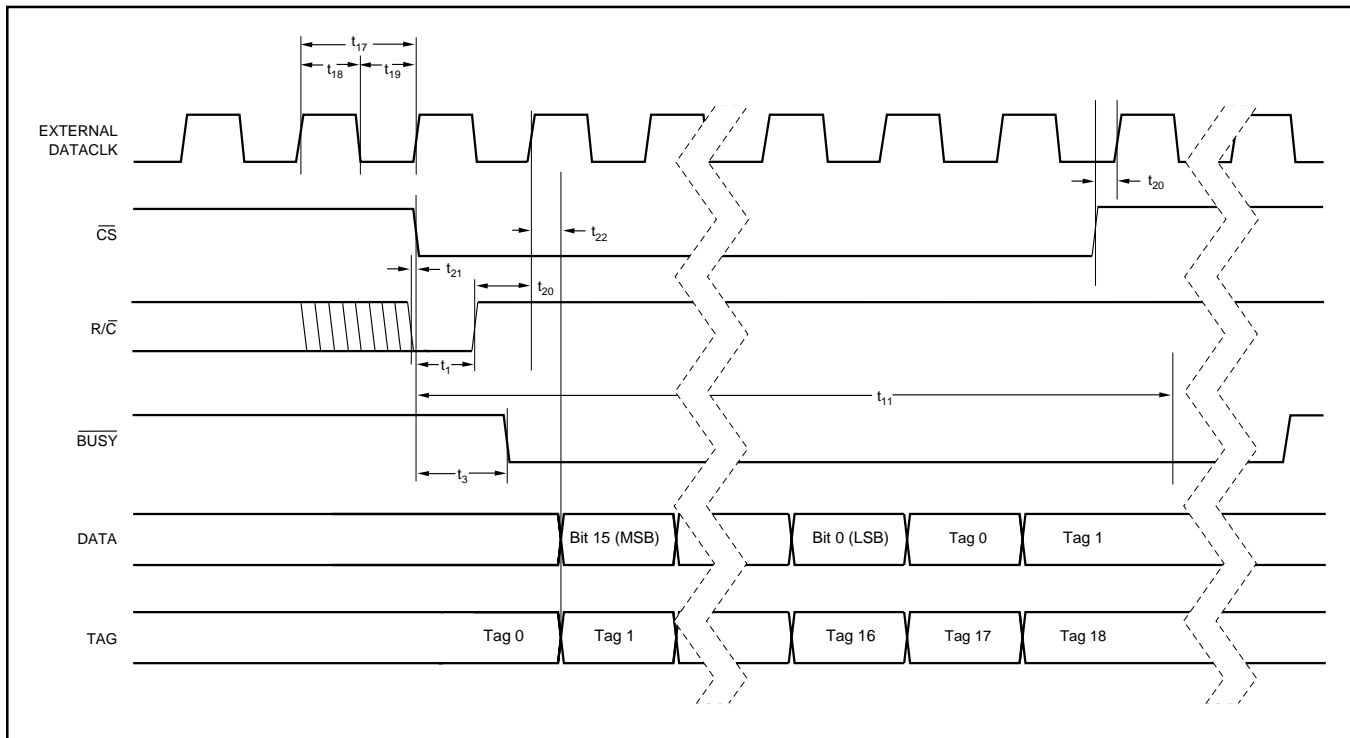 t17
t18 t19
EXTERNAL
DATACLK
t20
CS
t22
t21
t20
R/C
t1
t11
BUSY
t3
DATA Bit 15 (MSB) Bit 0 (LSB) Tag 0 Tag 1
TAG Tag 0 Tag 1 Tag 16 Tag 17 Tag 18